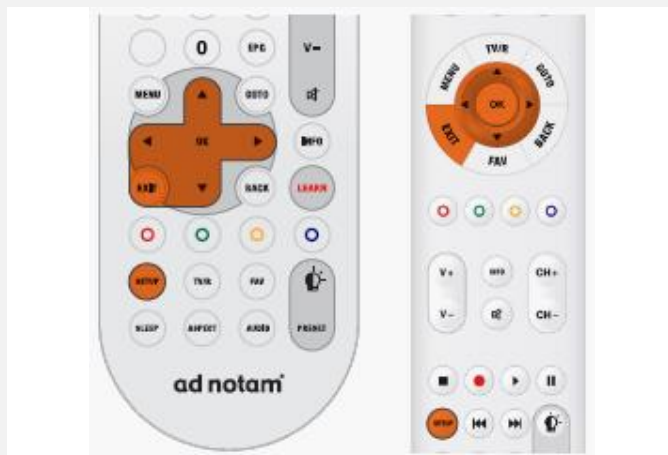 0 EPG V-
MENU GOTO
OK INFO
EXIT BACK LEARN
SETUP TV/R FAV
SLEEP ASPECT AUDIO PRESET
ad notam
TV/R
MENU GOTO
OK
EXIT BACK
FAV
V+ INFO CH+
V- CH-
SETUP